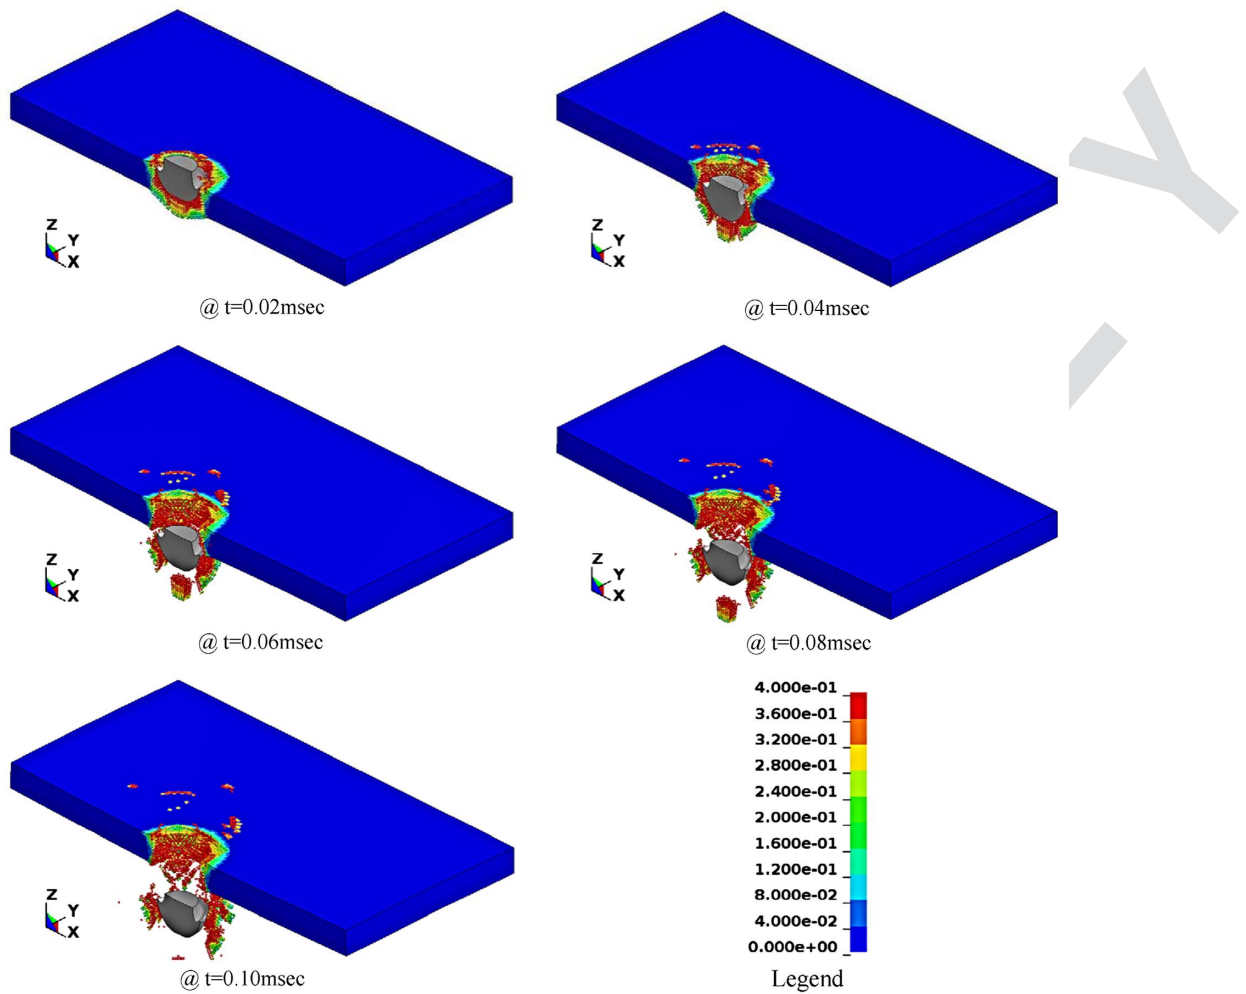 Z
Y
X
@ t=0.02msec
Z
Y
X
@ t=0.04msec
Z
Y
X
@ t=0.06msec
Z
Y
X
@ t=0.08msec
Z
Y
X
@ t=0.10msec
4.000e-01
3.600e-01
3.200e-01
2.800e-01
2.400e-01
2.000e-01
1.600e-01
1.200e-01
8.000e-02
4.000e-02
0.000e+00
Legend
Y